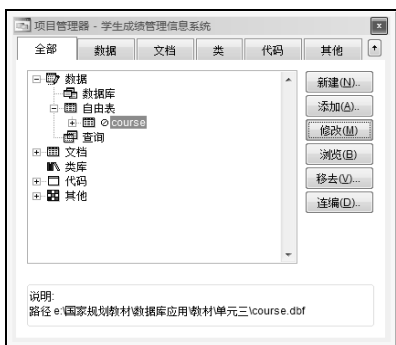 项目管理器 - 学生成绩管理信息系统
全部 数据 文档 类 代码 其他
数据
数据库
自由表
course
查询
文档
类库
代码
其他
新建(N)..
添加(A)..
修改(M)
浏览(B)
移去(V)...
连编(D)..
说明:
路径 e:\国家规划教材\数据库应用\教材\单元三\course.dbf